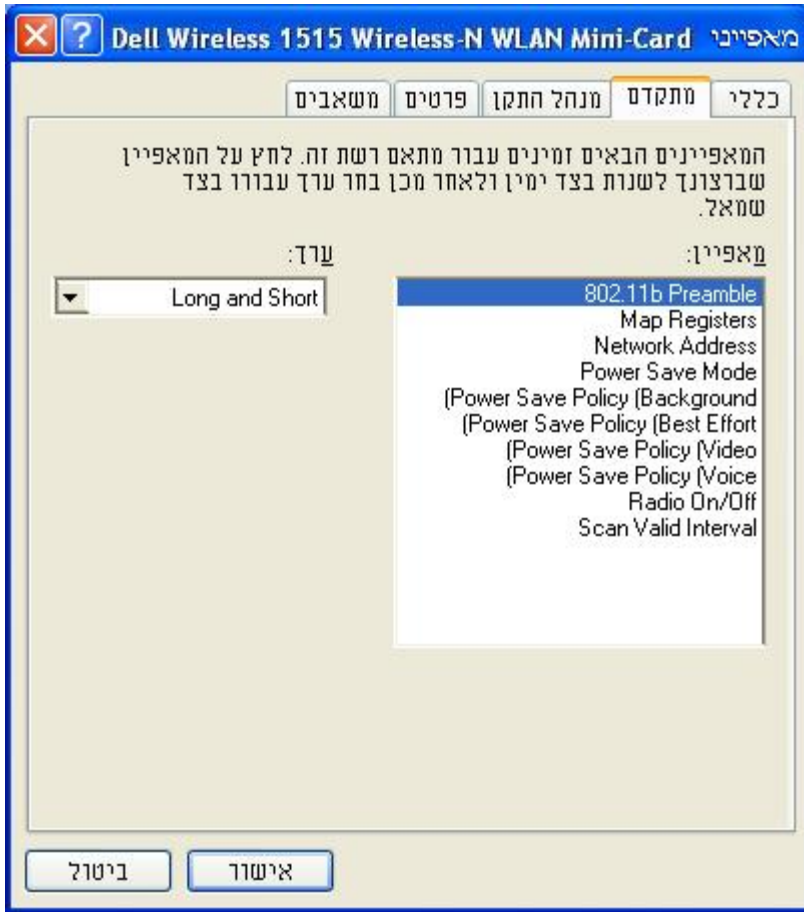 מאפייני Dell Wireless 1515 Wireless-N WLAN Mini-Card
כללי
מתקדם
מנהל התקן
פרטים
משאבים
המאפיינים הבאים זמינים עבור מתאם רשת זה. לחץ על המאפיין
שברצונך לשנות בצד ימין ולאחר מכן בחר ערך עבורו בצד
שמאל.
מאפיין:
802.11b Preamble
Map Registers
Network Address
Power Save Mode
(Power Save Policy (Background
(Power Save Policy (Best Effort
(Power Save Policy (Video
(Power Save Policy (Voice
Radio On/Off
Scan Valid Interval
ערך:
Long and Short
אישור
ביטול